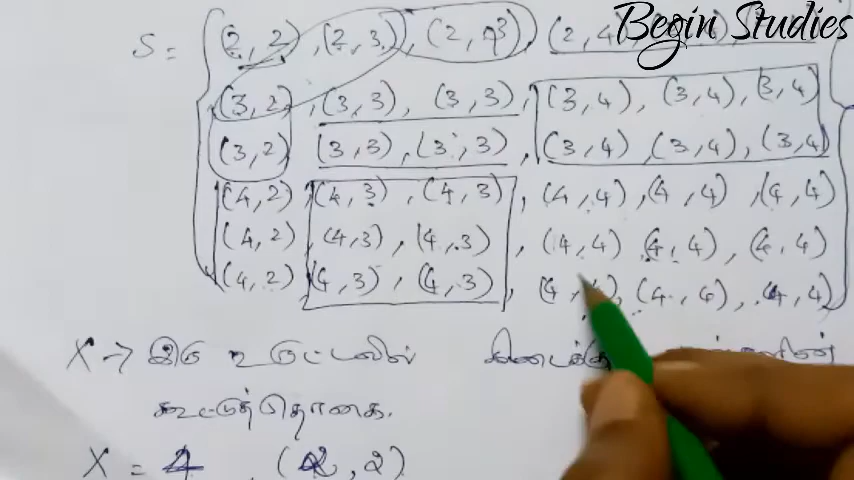 Begin Studies
S = { (2,2), (2,3), (2,3) (2,4
(3,2), (3,3), (3,3), (3,4), (3,4), (3,4)
(3,2) (3,3), (3,3), (3,4), (3,4), (3,4)
(4,2), (4,3), (4,3), (4,4), (4,4), (4,4)
(4,2) (4,3), (4,3), (4,4) (4,4), (4,4)
(4,2) (4,3), (4,3), (4, (4,4), (4,4)
X → இரு உருட்டலில்
கூட்டுத்தொகை.
X = 4, (2,2)